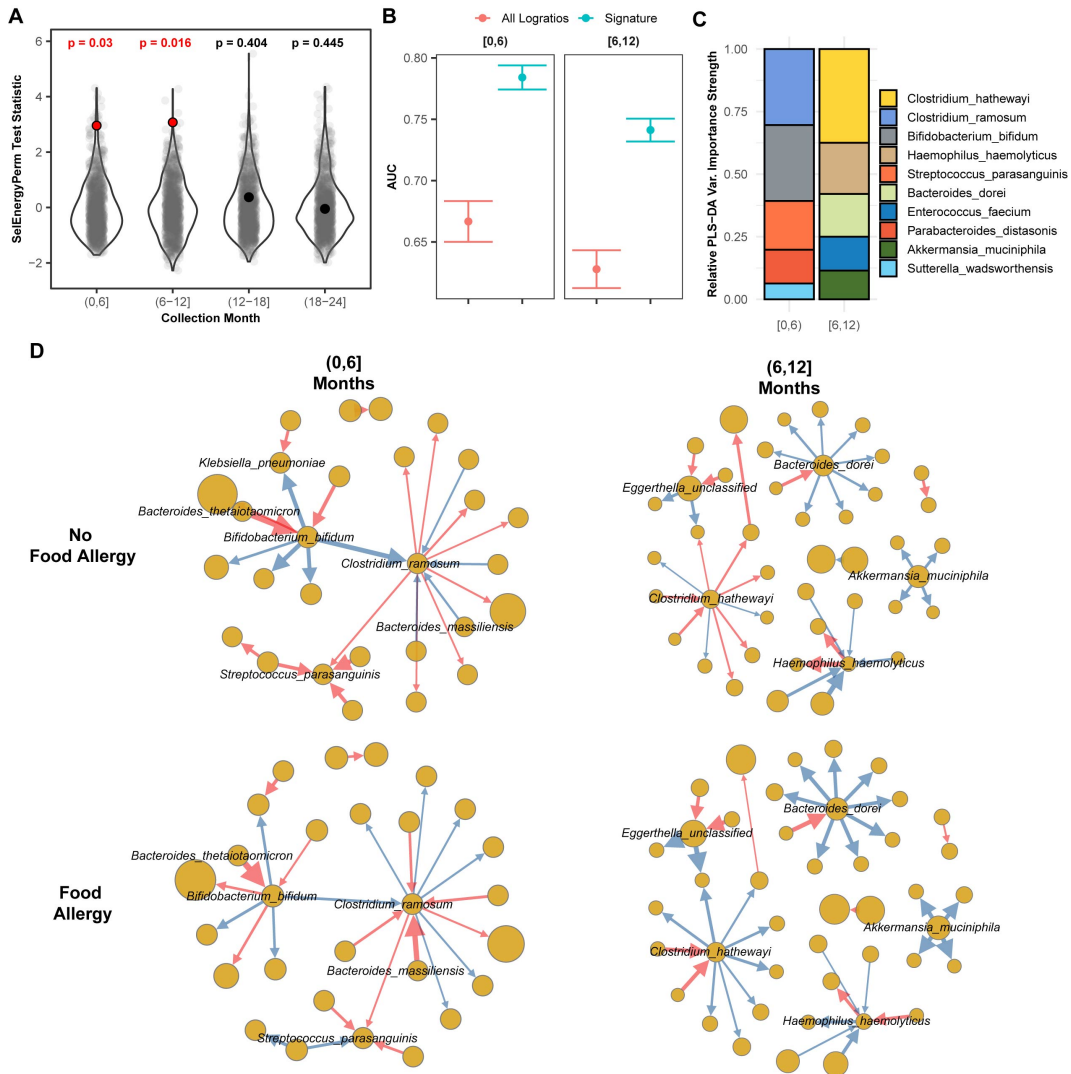 A
SelEnergyPerm Test Statistic
6
4
2
0
−2
p = 0.03
p = 0.016
p = 0.404
p = 0.445
(0,6]
(6−12]
(12−18]
(18−24]
Collection Month
B
All Logratios
Signature
[0,6)
[6,12)
AUC
0.80
0.75
0.70
0.65
C
Relative PLS−DA Var. Importance Strength
1.00
0.75
0.50
0.25
0.00
[0,6)
[6,12)
Clostridium_hathewayi
Clostridium_ramosum
Bifidobacterium_bifidum
Haemophilus_haemolyticus
Streptococcus_parasanguinis
Bacteroides_dorei
Enterococcus_faecium
Parabacteroides_distasonis
Akkermansia_muciniphila
Sutterella_wadsworthensis
D
(0,6]
Months
(6,12]
Months
No
Food Allergy
Klebsiella_pneumoniae
Bacteroides_thetaiotaomicron
Bifidobacterium_bifidum
Clostridium_ramosum
Bacteroides_massiliensis
Streptococcus_parasanguinis
Bacteroides_dorei
Eggerthella_unclassified
Akkermansia_muciniphila
Clostridium_hathewayi
Haemophilus_haemolyticus
Food
Allergy
Bacteroides_thetaiotaomicron
Bifidobacterium_bifidum
Clostridium_ramosum
Bacteroides_massiliensis
Streptococcus_parasanguinis
Bacteroides_dorei
Eggerthella_unclassified
Akkermansia_muciniphila
Clostridium_hathewayi
Haemophilus_haemolyticus